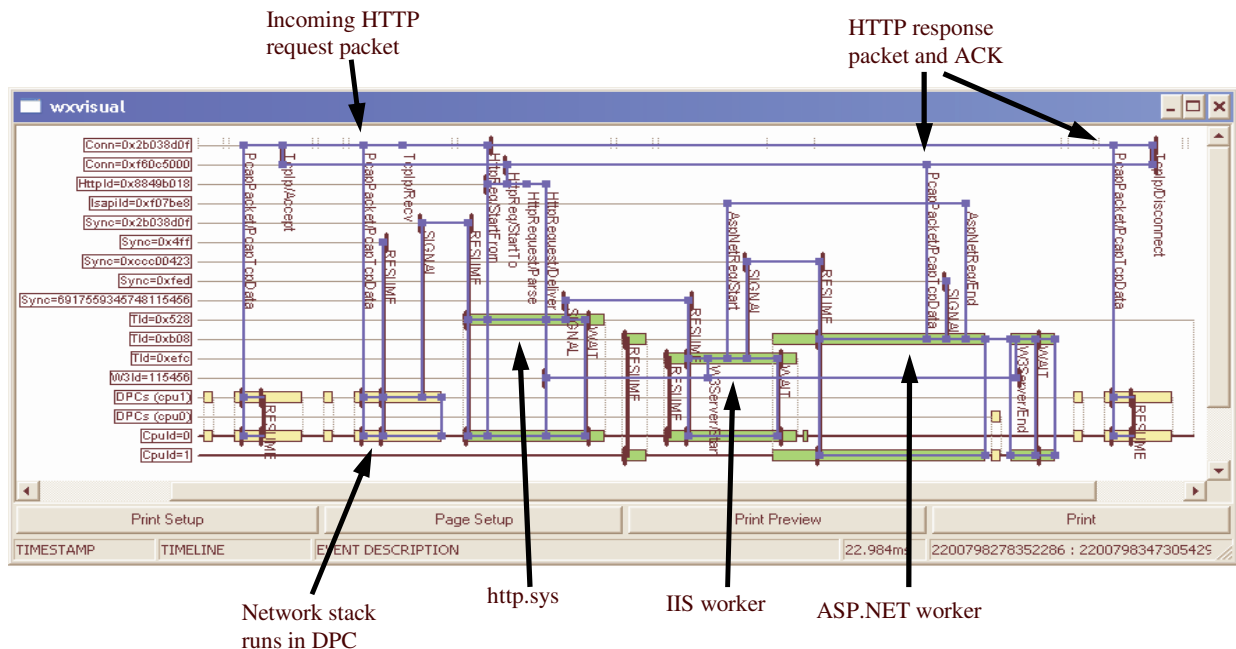 Incoming HTTP
request packet
HTTP response
packet and ACK
wxvisual
Conn=0x2b038d0f
Conn=0xf60c5000
HttpId=0x8849b018
IsapiId=0xf07be8
Sync=0x2b038d0f
Sync=0x4ff
Sync=0xccc00423
Sync=0xfed
Sync=6917559345748115456
TId=0x528
TId=0xb08
TId=0xefc
W3Id=115456
DPCs (cpu1)
DPCs (cpu0)
CpuId=0
CpuId=1
PcapPacket/PcapTcpData
RESUME
TcpIp/Accept
PcapPacket/PcapTcpData
RESUME
TcpIp/Recv
SIGNAL
RESUME
HttpReq/StartFrom
HttpReq/StartTo
HttpRequest/Parse
HttpRequest/Deliver
SIGNAL
WAIT
RESUME
RESUME
RESUME
W3Server/Start
AspNetReq/Start
SIGNAL
WAIT
RESUME
PcapPacket/PcapTcpData
SIGNAL
AspNetReq/End
W3Server/End
WAIT
PcapPacket/PcapTcpData
RESUME
TcpIp/Disconnect
Print Setup
Page Setup
Print Preview
Print
TIMESTAMP
TIMELINE
EVENT DESCRIPTION
22.984ms
2200798278352286 : 2200798347305429
Network stack
runs in DPC
http.sys
IIS worker
ASP.NET worker